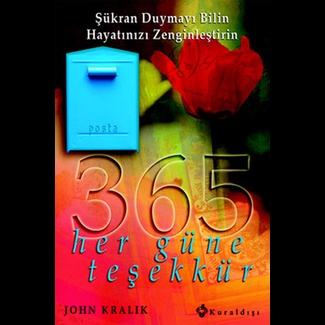 Şükran Duymayı Bilin
Hayatınızı Zenginleştirin
posta
365
her güne
teşekkür
JOHN KRALIK
Kuraldışı